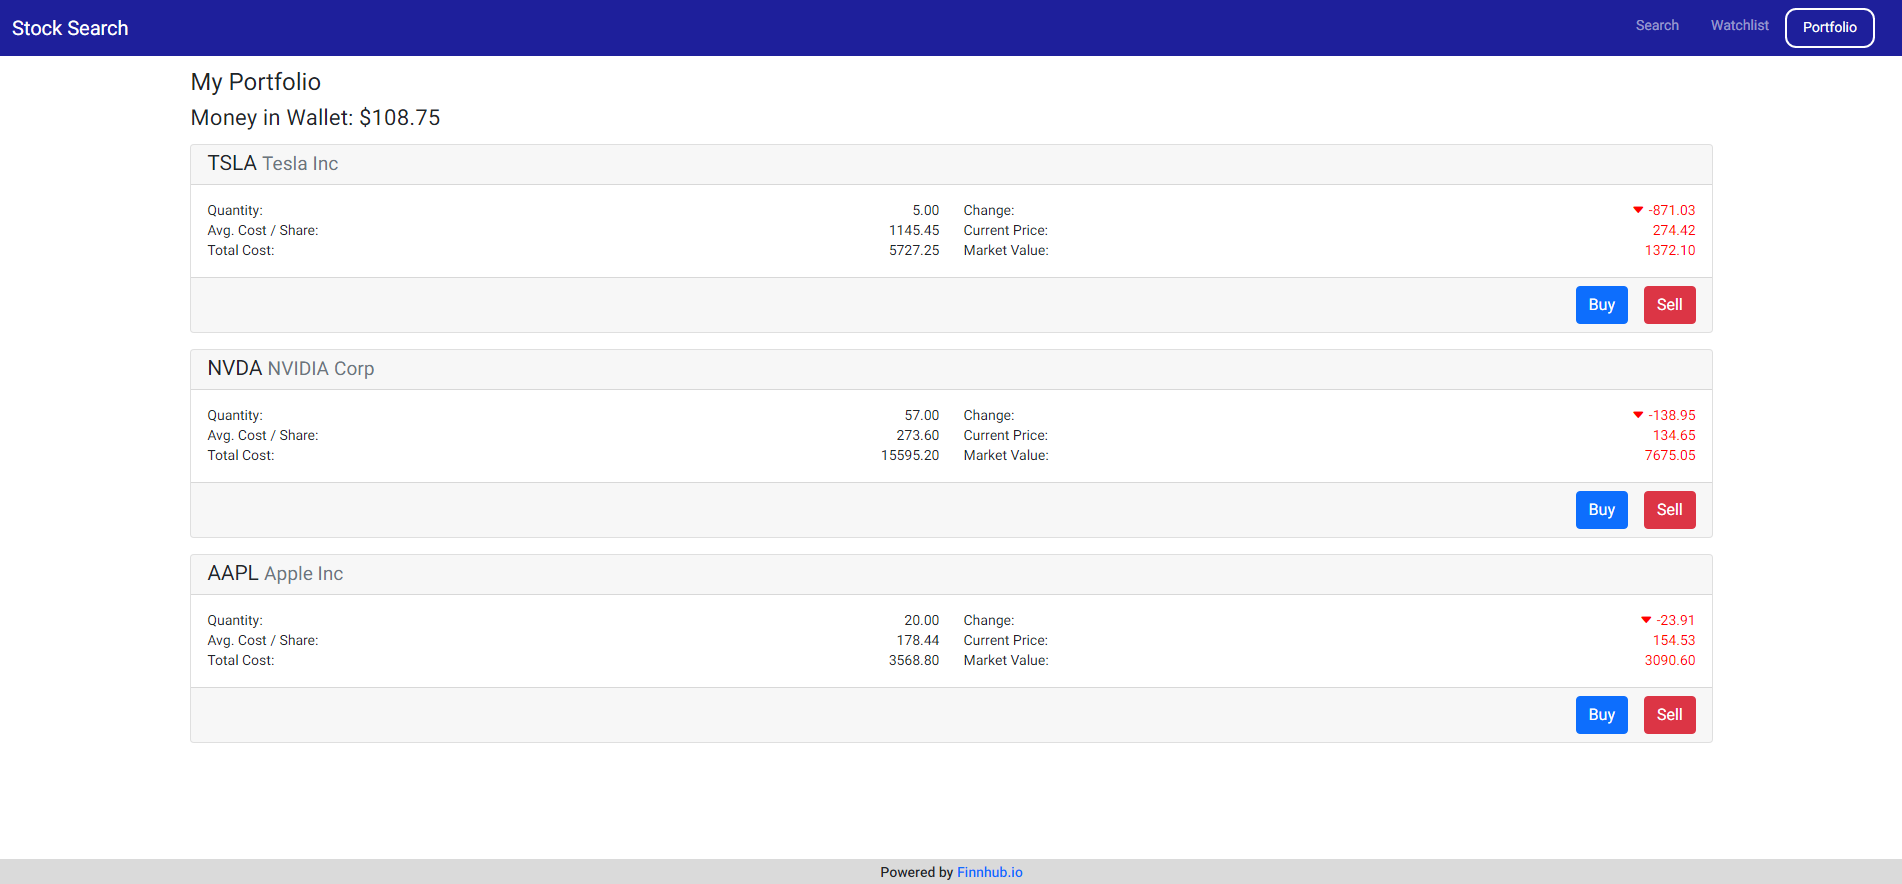 Stock Search Search Watchlist Portfolio
My Portfolio
Money in Wallet: $108.75
TSLA Tesla Inc
Quantity: 5.00 Change: -871.03
Avg. Cost / Share: 1145.45 Current Price: 274.42
Total Cost: 5727.25 Market Value: 1372.10
Buy Sell
NVDA NVIDIA Corp
Quantity: 57.00 Change: -138.95
Avg. Cost / Share: 273.60 Current Price: 134.65
Total Cost: 15595.20 Market Value: 7675.05
Buy Sell
AAPL Apple Inc
Quantity: 20.00 Change: -23.91
Avg. Cost / Share: 178.44 Current Price: 154.53
Total Cost: 3568.80 Market Value: 3090.60
Buy Sell
Powered by Finnhub.io